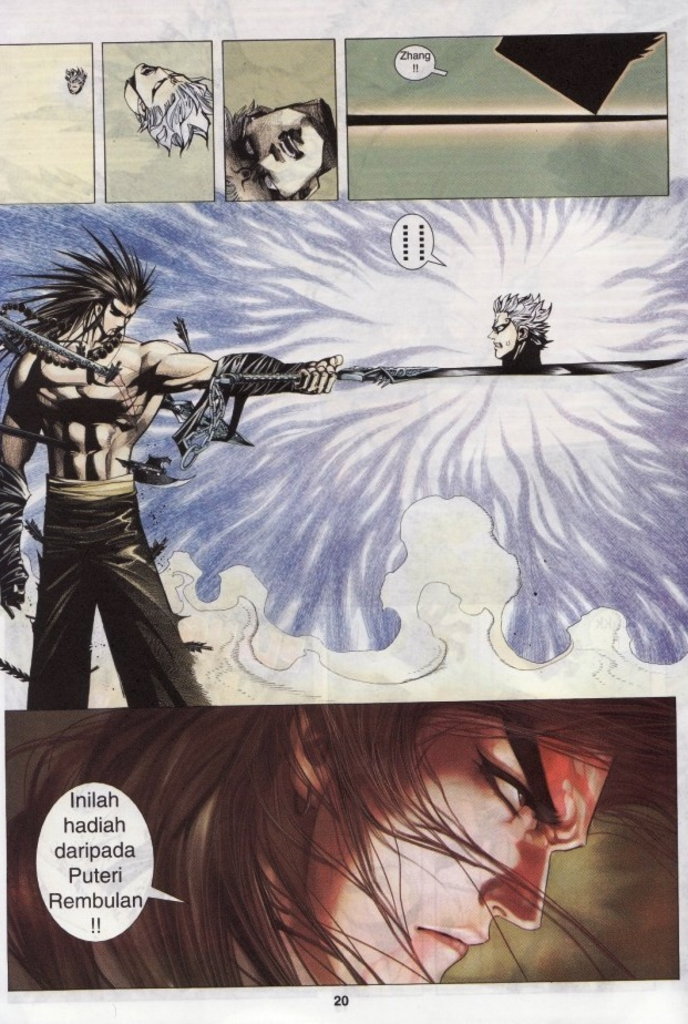 Zhang
!!
Inilah
hadiah
daripada
Puteri
Rembulan
!!
20